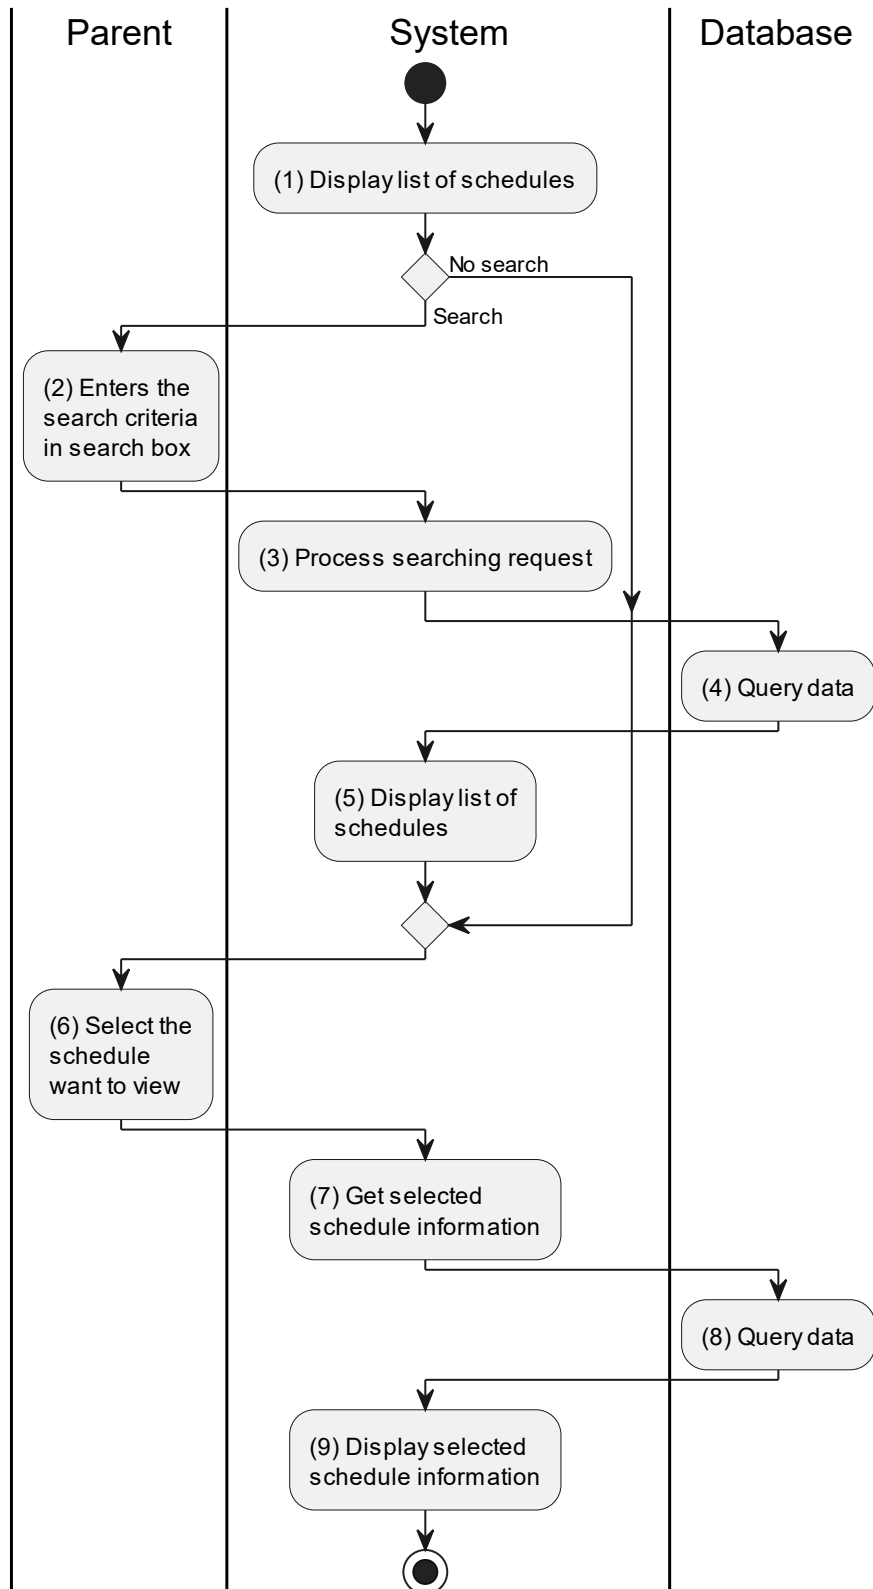 Parent
System
Database
(1) Display list of schedules
No search
Search
(2) Enters the
search criteria
in search box
(3) Process searching request
(4) Query data
(5) Display list of
schedules
(6) Select the
schedule
want to view
(7) Get selected
schedule information
(8) Query data
(9) Display selected
schedule information